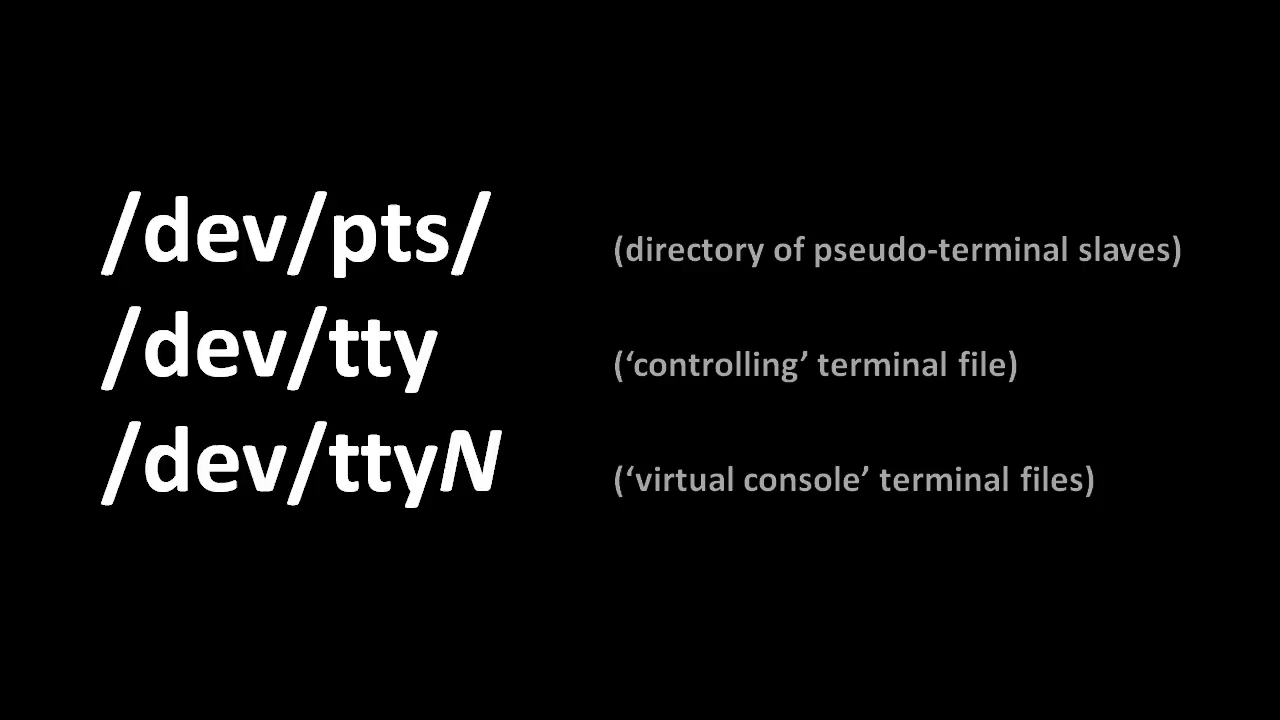 /dev/pts/ (directory of pseudo-terminal slaves)
/dev/tty (‘controlling’ terminal file)
/dev/ttyN (‘virtual console’ terminal files)